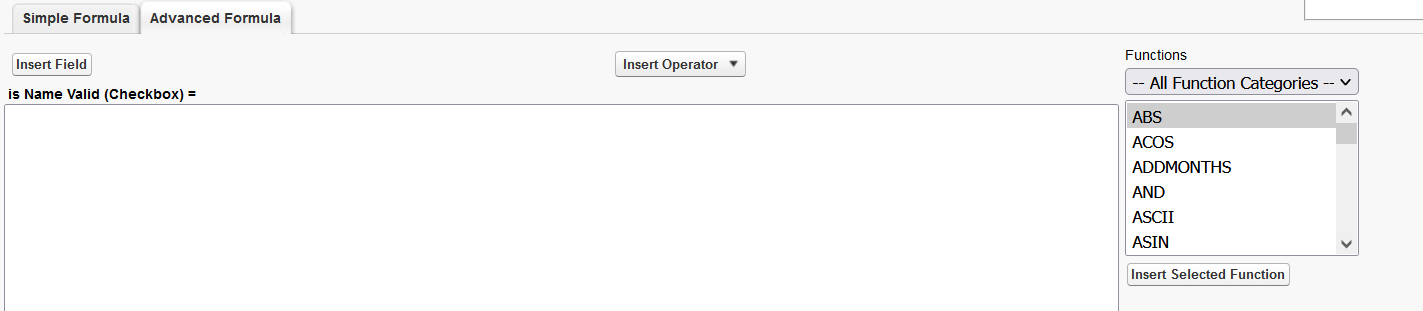 Simple Formula
Advanced Formula
Insert Field
Insert Operator
Functions
-- All Function Categories --
is Name Valid (Checkbox) =
ABS
ACOS
ADDMONTHS
AND
ASCII
ASIN
Insert Selected Function